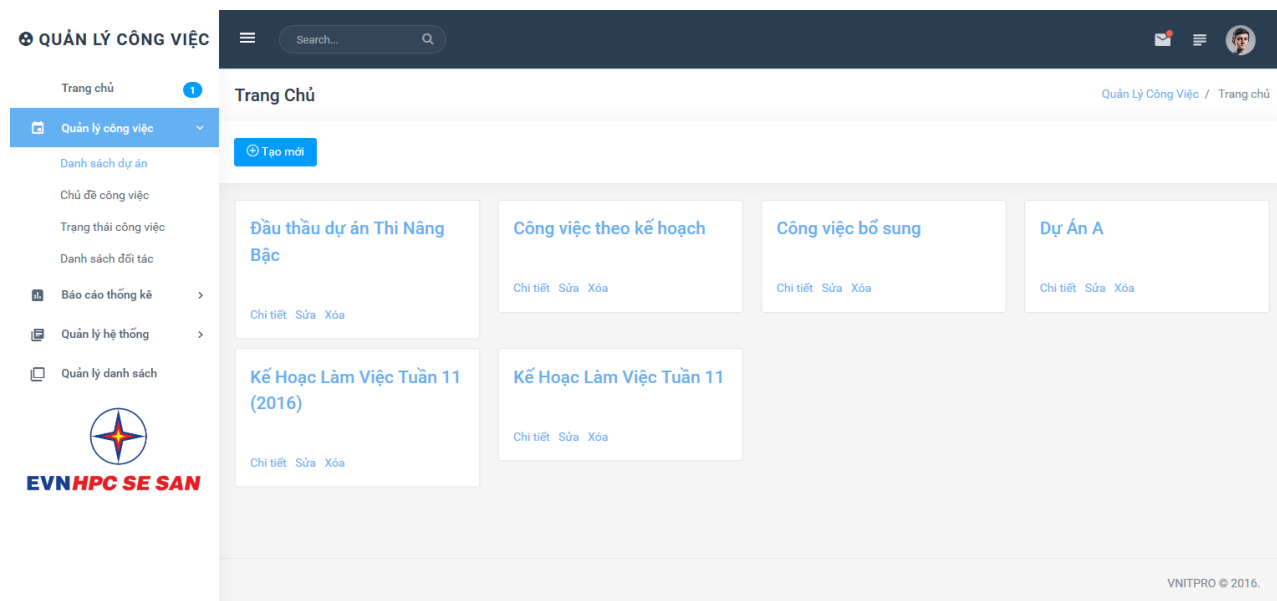 QUẢN LÝ CÔNG VIỆC
Search...
Trang chủ 1
Quản lý công việc
Danh sách dự án
Chủ đề công việc
Trạng thái công việc
Danh sách đối tác
Báo cáo thống kê
Quản lý hệ thống
Quản lý danh sách
EVNHPC SE SAN
Trang Chủ
Quản Lý Công Việc / Trang chủ
Tạo mới
Đầu thầu dự án Thi Nâng
Bậc
Chi tiết Sửa Xóa
Công việc theo kế hoạch
Chi tiết Sửa Xóa
Công việc bổ sung
Chi tiết Sửa Xóa
Dự Án A
Chi tiết Sửa Xóa
Kế Hoạc Làm Việc Tuần 11
(2016)
Chi tiết Sửa Xóa
Kế Hoạc Làm Việc Tuần 11
Chi tiết Sửa Xóa
VNITPRO © 2016.